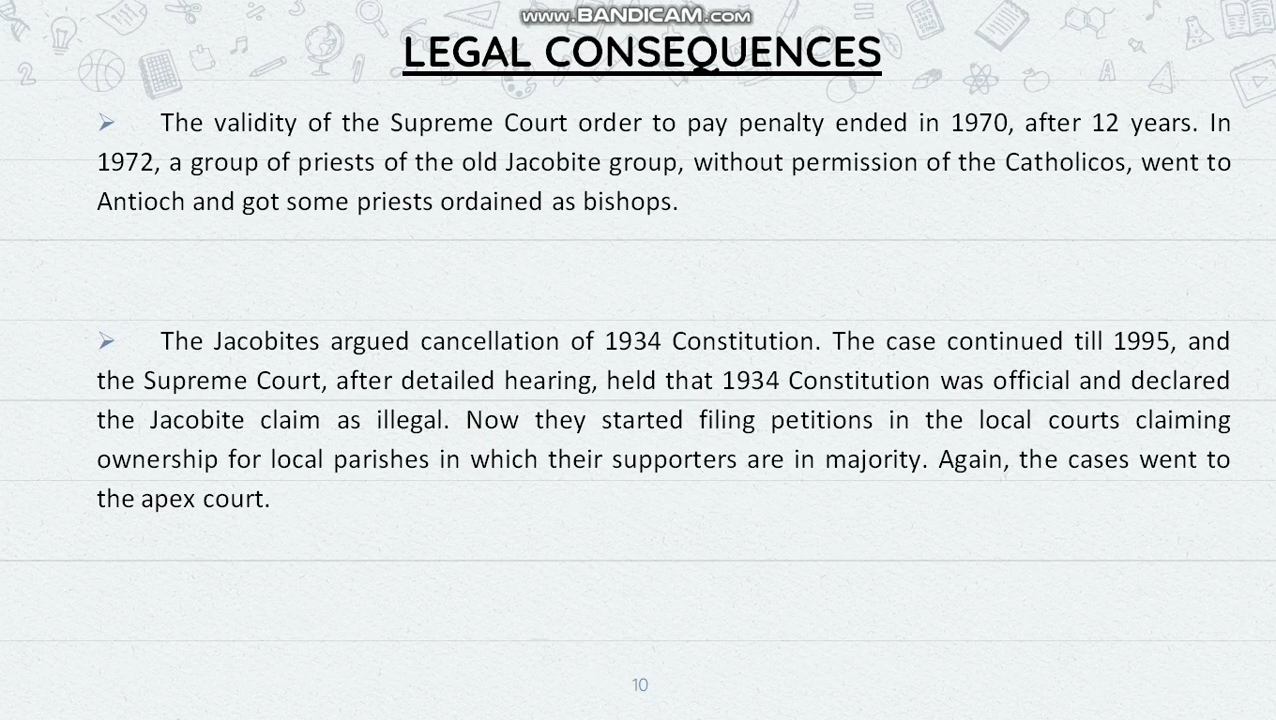 www.BANDICAM.com
LEGAL CONSEQUENCES
➢ The validity of the Supreme Court order to pay penalty ended in 1970, after 12 years. In
1972, a group of priests of the old Jacobite group, without permission of the Catholicos, went to
Antioch and got some priests ordained as bishops.
➢ The Jacobites argued cancellation of 1934 Constitution. The case continued till 1995, and
the Supreme Court, after detailed hearing, held that 1934 Constitution was official and declared
the Jacobite claim as illegal. Now they started filing petitions in the local courts claiming
ownership for local parishes in which their supporters are in majority. Again, the cases went to
the apex court.
10